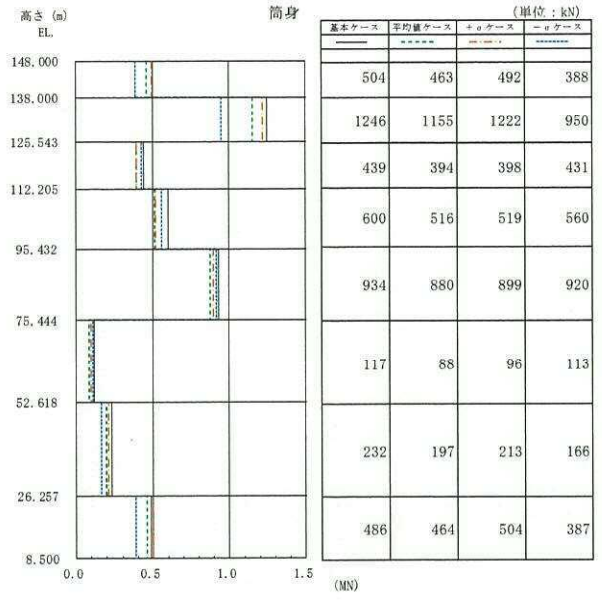 高さ (m)
EL.
筒身
(単位：kN)
基本ケース 平均値ケース +σケース -σケース
148.000
504 463 492 388
138.000
1246 1155 1222 950
125.543
439 394 398 431
112.205
600 516 519 560
95.432
934 880 899 920
75.444
117 88 96 113
52.618
232 197 213 166
26.257
486 464 504 387
8.500
0.0 0.5 1.0 1.5
(MN)